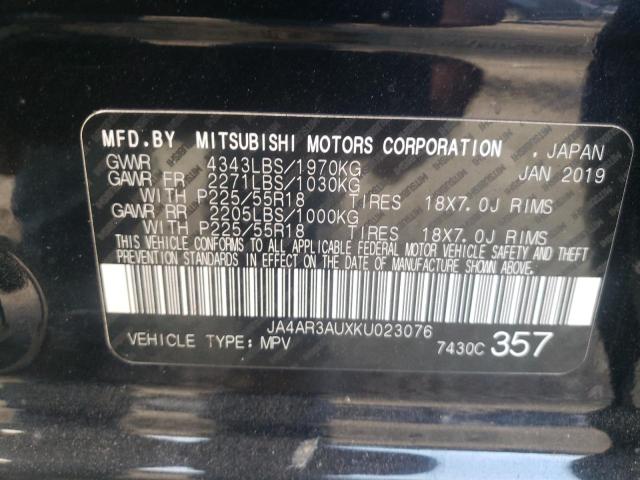 MFD.BY MITSUBISHI MOTORS CORPORATION . JAPAN
GVWR 4343LBS/1970KG JAN 2019
GAWR FR 2271LBS/1030KG
WITH P225/55R18 TIRES 18X7.0J RIMS
GAWR RR 2205LBS/1000KG
WITH P225/55R18 TIRES 18X7.0J RIMS
THIS VEHICLE CONFORMS TO ALL APPLICABLE FEDERAL MOTOR VEHICLE SAFETY AND THEFT
PREVENTION STANDARDS IN EFFECT ON THE DATE OF MANUFACTURE SHOWN ABOVE.
JA4AR3AUXKU023076
VEHICLE TYPE: MPV 7430C 357